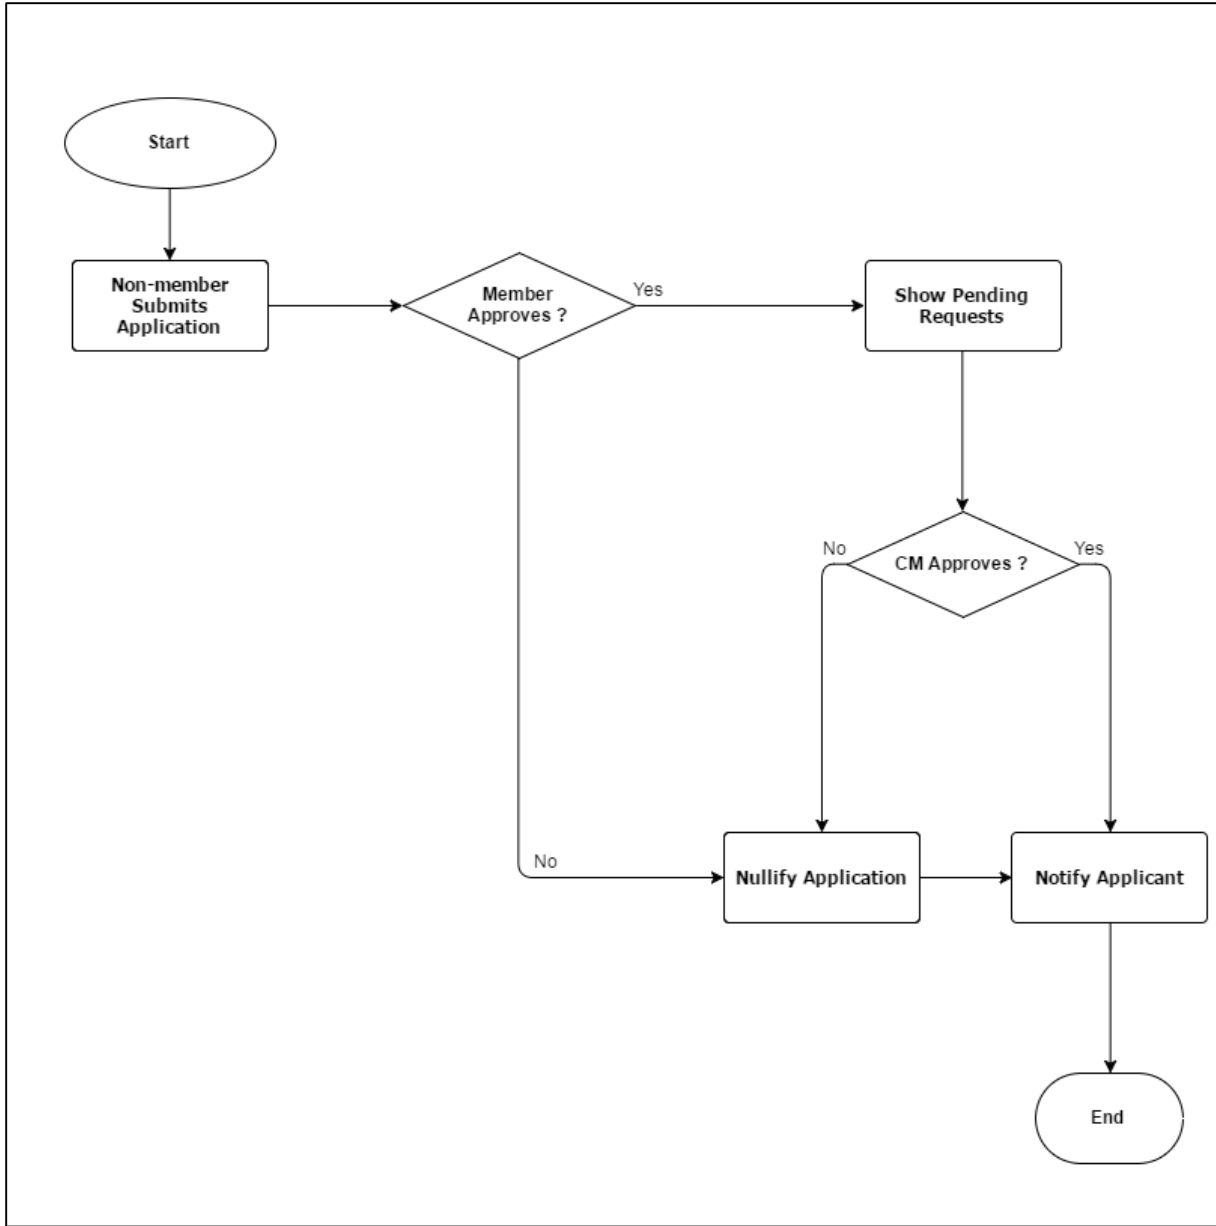 Start
Non-member
Submits
Application
Member
Approves ?
Yes
Show Pending
Requests
No
CM Approves ?
Yes
No
Nullify Application
Notify Applicant
End